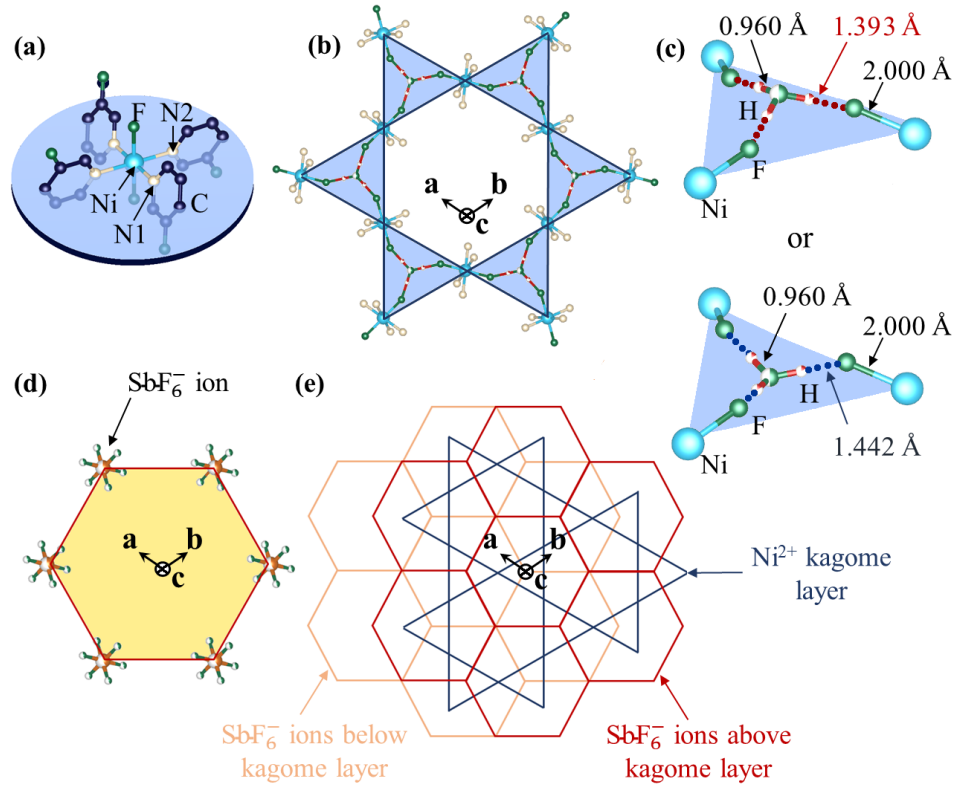 (a)
F
N2
Ni
N1
C
(b)
a
b
c
(c)
0.960 Å
1.393 Å
2.000 Å
H
F
Ni
or
0.960 Å
2.000 Å
H
F
Ni
1.442 Å
(d)
SbF₆⁻ ion
a
b
c
(e)
a
b
c
Ni²⁺ kagome
layer
SbF₆⁻ ions below
kagome layer
SbF₆⁻ ions above
kagome layer